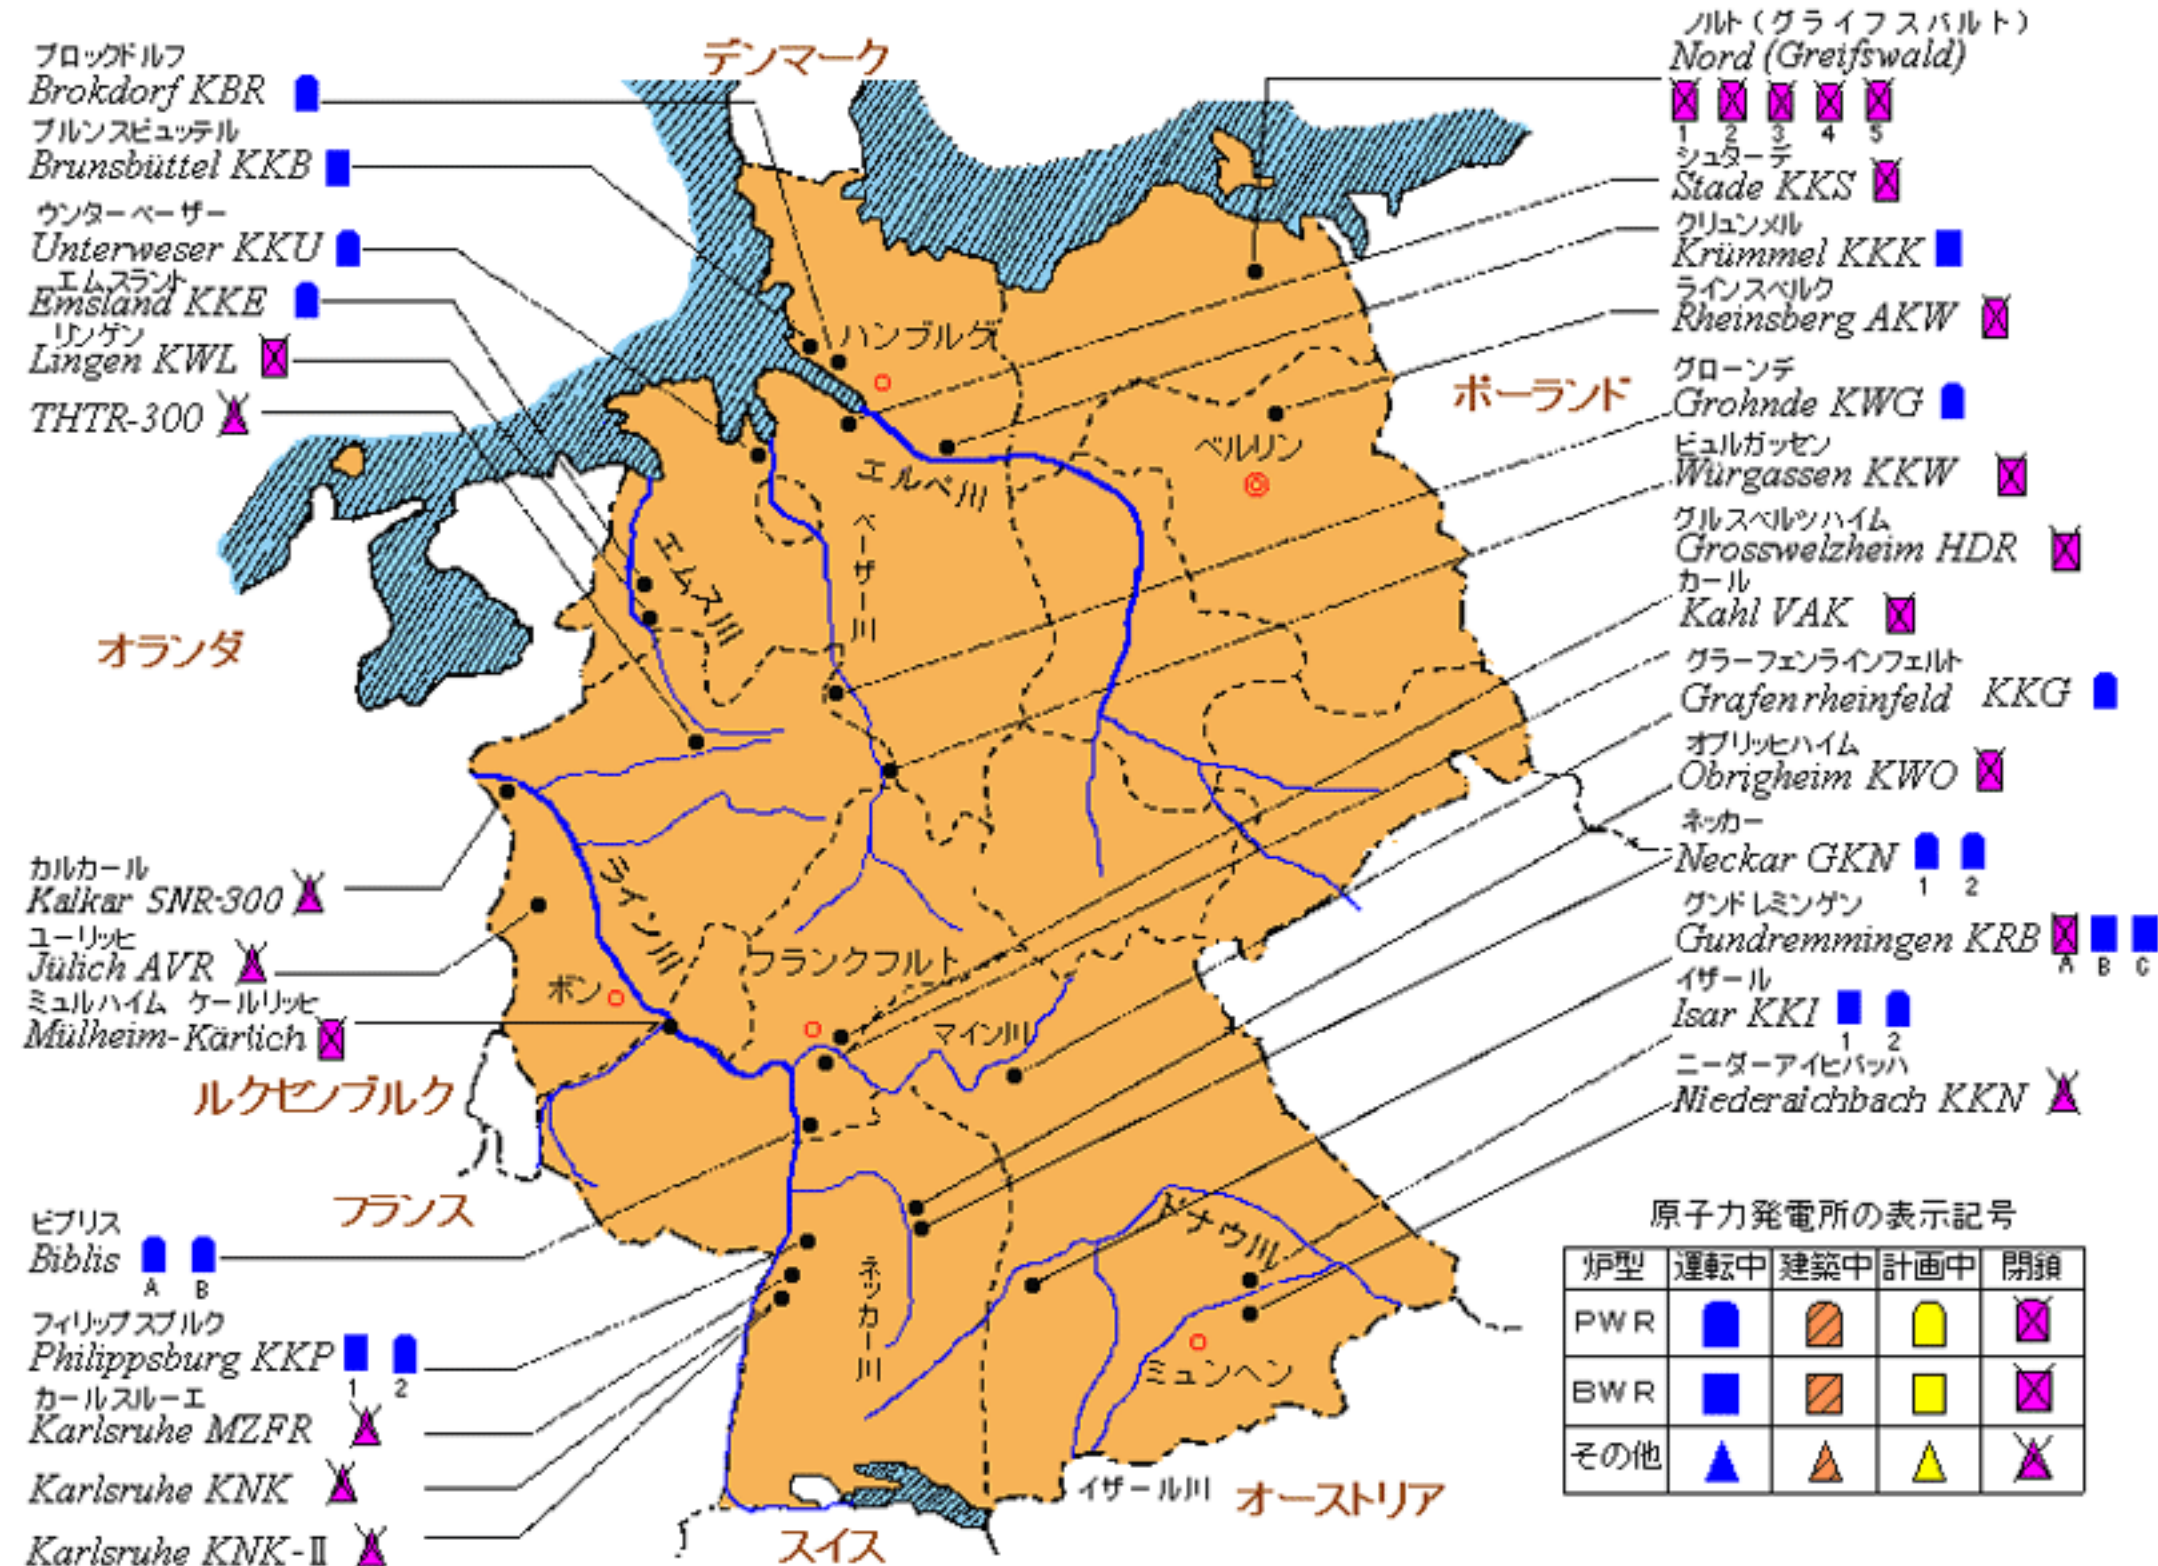 デンマーク
ブロックドルフ
Brokdorf KBR
ブルンスビュッテル
Brunsbüttel KKB
ウンターベーザー
Unterweser KKU
エムスラント
Emsland KKE
リンゲン
Lingen KWL
THTR-300
オランダ
カルカール
Kalkar SNR-300
ユーリッヒ
Jülich AVR
ミュルハイム ケールリッヒ
Mülheim-Kärlich
ルクセンブルク
フランス
ビブリス
Biblis
A B
フィリップスブルク
Philippsburg KKP
1 2
カールスルーエ
Karlsruhe MZFR
Karlsruhe KNK
Karlsruhe KNK-Ⅱ
ハンブルグ
エルベ川
ベルリン
ベーザー川
エムス川
ライン川
ボン
フランクフルト
マイン川
ネッカー川
ドナウ川
ミュンヘン
イザール川
オーストリア
スイス
ポーランド
ノルト(グライフスバルト)
Nord (Greifswald)
1 2 3 4 5
シュターデ
Stade KKS
クリュンメル
Krümmel KKK
ラインスベルク
Rheinsberg AKW
グローンデ
Grohnde KWG
ビュルガッセン
Würgassen KKW
グルスベルツハイム
Grosswelzheim HDR
カール
Kahl VAK
グラーフェンラインフェルト
Grafenrheinfeld KKG
オブリッヒハイム
Obrigheim KWO
ネッカー
Neckar GKN
1 2
グンドレミンゲン
Gundremmingen KRB
A B C
イザール
Isar KKI
1 2
ニーダーアイヒバッハ
Niederaichbach KKN
原子力発電所の表示記号
炉型 運転中 建築中 計画中 閉鎖
PWR
BWR
その他